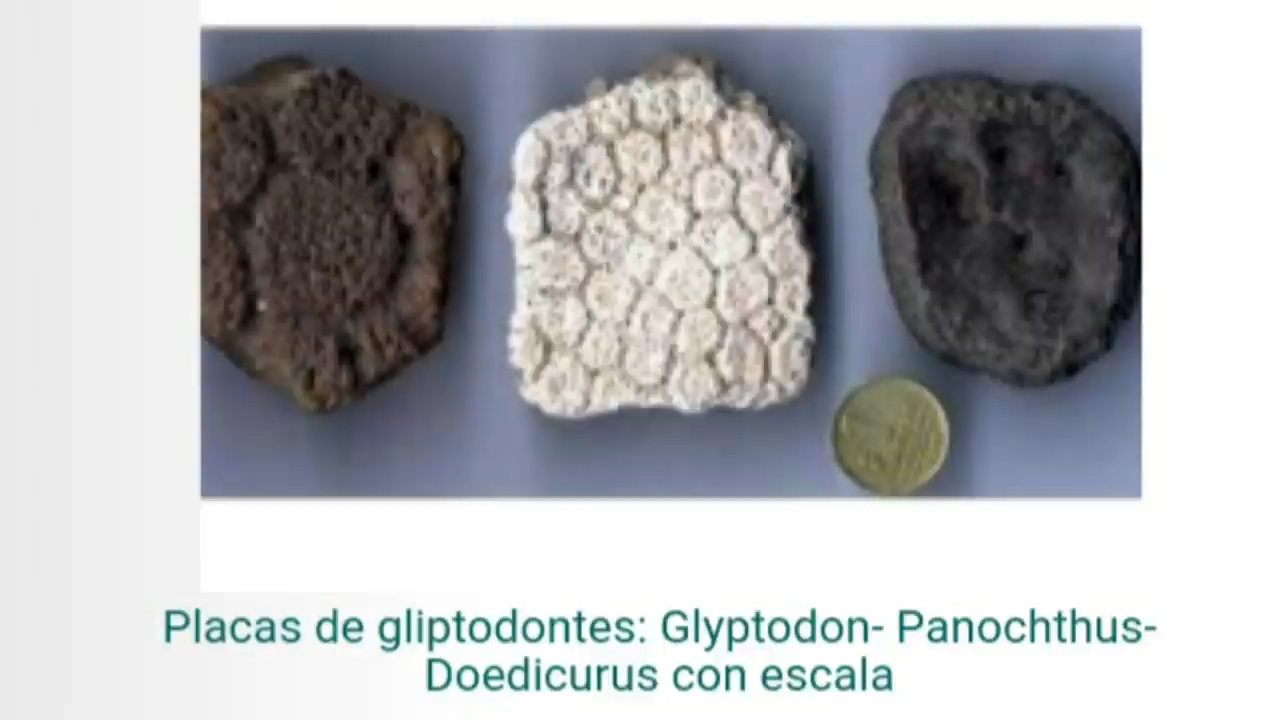 Placas de gliptodontes: Glyptodon- Panochthus-
Doedicurus con escala